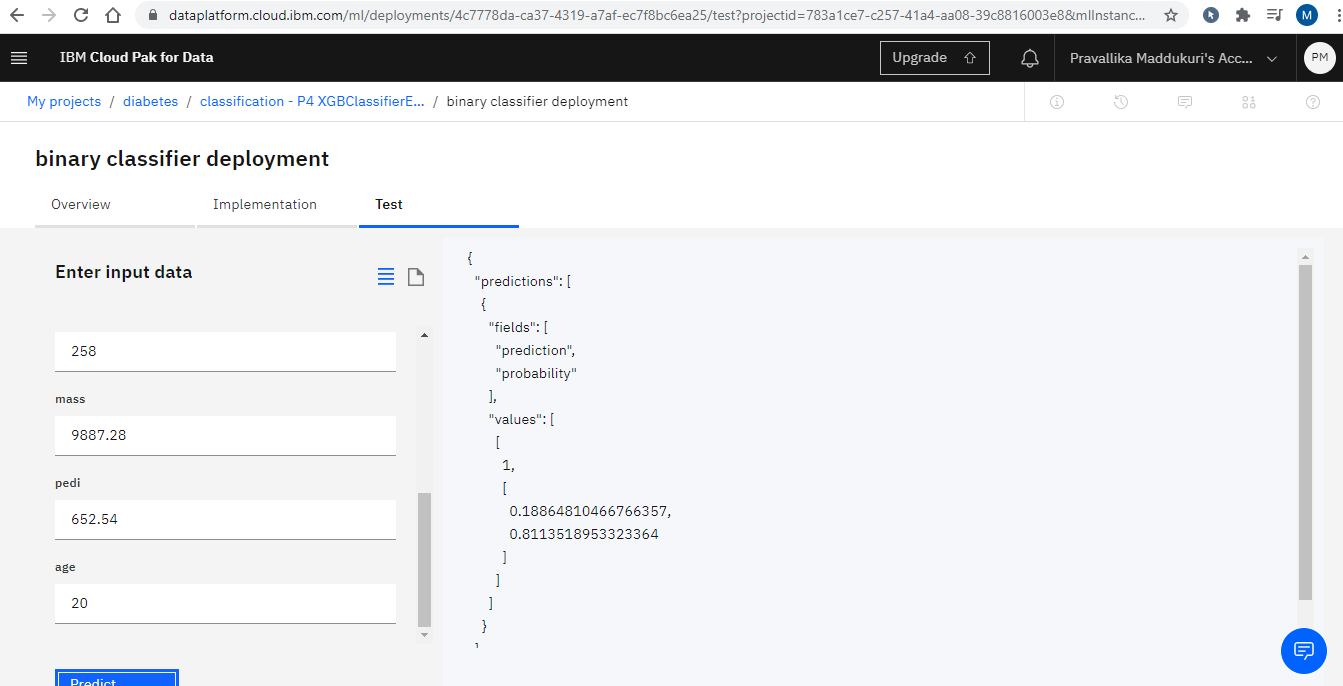 dataplatform.cloud.ibm.com/ml/deployments/4c7778da-ca37-4319-a7af-ec7f8bc6ea25/test?projectid=783a1ce7-c257-41a4-aa08-39c8816003e8&mlInstanc...
M
IBM Cloud Pak for Data
Upgrade
Pravallika Maddukuri's Acc...
PM
My projects / diabetes / classification - P4 XGBClassifierE... / binary classifier deployment
binary classifier deployment
Overview
Implementation
Test
Enter input data
258
mass
9887.28
pedi
652.54
age
20
Predict
{
"predictions": [
{
"fields": [
"prediction",
"probability"
],
"values": [
[
1,
[
0.18864810466766357,
0.8113518953323364
]
]
]
}
]